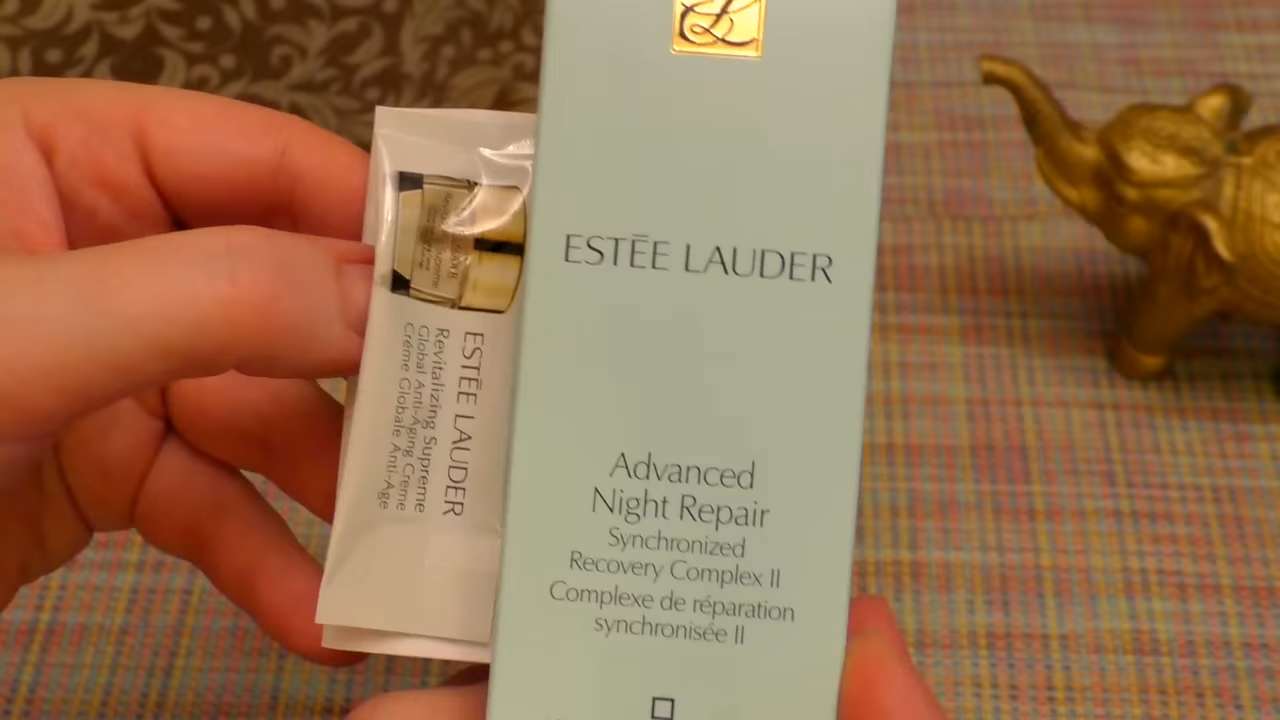 ESTĒE LAUDER
Advanced
Night Repair
Synchronized
Recovery Complex II
Complexe de réparation
synchronisée II
ESTĒE LAUDER
Revitalizing Supreme
Global Anti-Aging Creme
Crème Globale Anti-Age